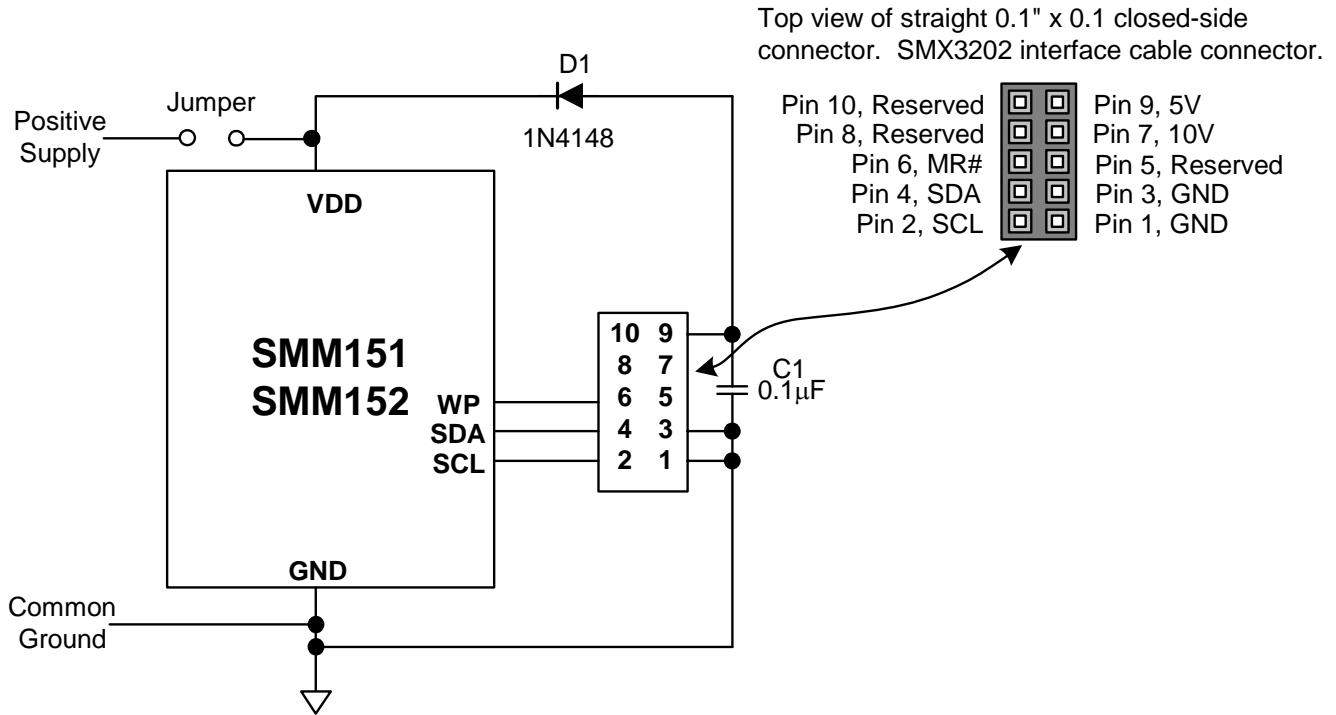 Top view of straight 0.1" x 0.1 closed-side
connector. SMX3202 interface cable connector.
D1
1N4148
Jumper
Positive
Supply
Pin 10, Reserved
Pin 9, 5V
Pin 8, Reserved
Pin 7, 10V
Pin 6, MR#
Pin 5, Reserved
Pin 4, SDA
Pin 3, GND
Pin 2, SCL
Pin 1, GND
VDD
SMM151
SMM152
WP
SDA
SCL
10 9
8 7
6 5
4 3
2 1
C1
0.1µF
GND
Common
Ground